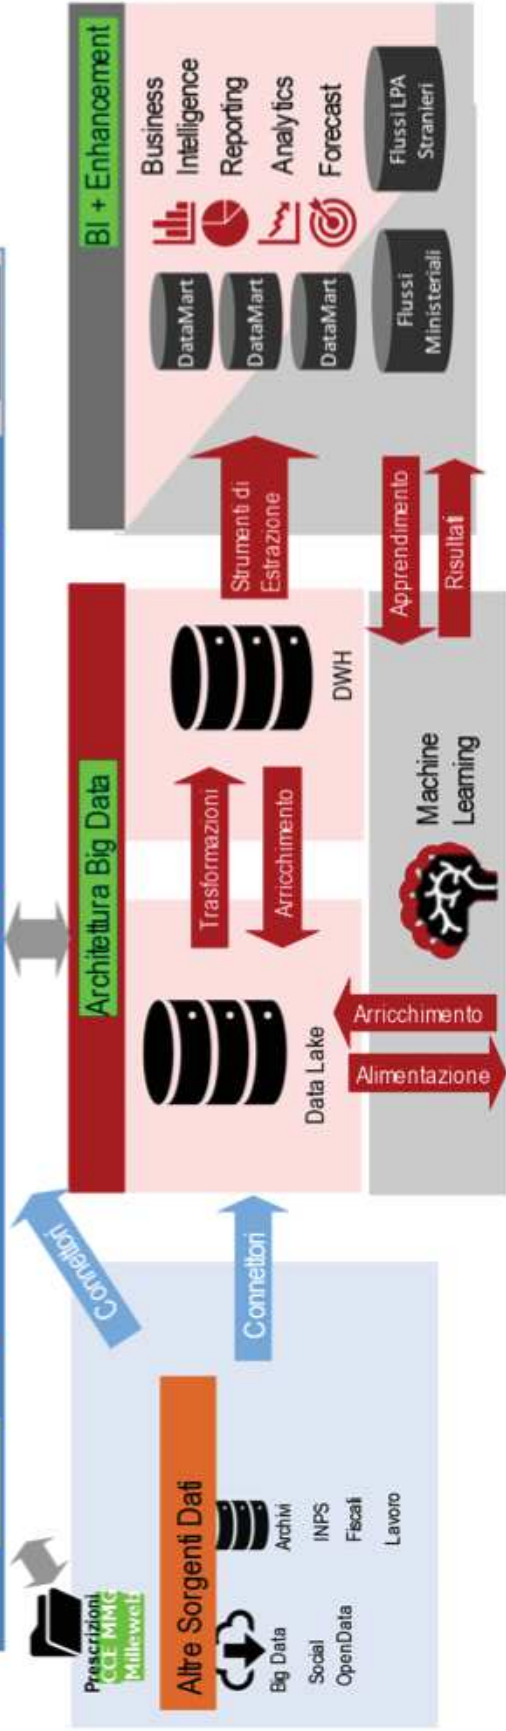 Prescrizioni
CCE MMG
Milleweb
Altre Sorgenti Dati
Big Data
Social
OpenData
Archivi
INPS
Fiscali
Lavoro
Connettori
Connettori
Architettura Big Data
Data Lake
Trasformazioni
Arricchimento
DWH
Alimentazione
Arricchimento
Machine
Learning
Strumenti di
Estrazione
Apprendimento
Risultati
BI + Enhancement
DataMart
DataMart
DataMart
Business
Intelligence
Reporting
Analytics
Forecast
Flussi
Ministeriali
Flussi LPA
Stranieri